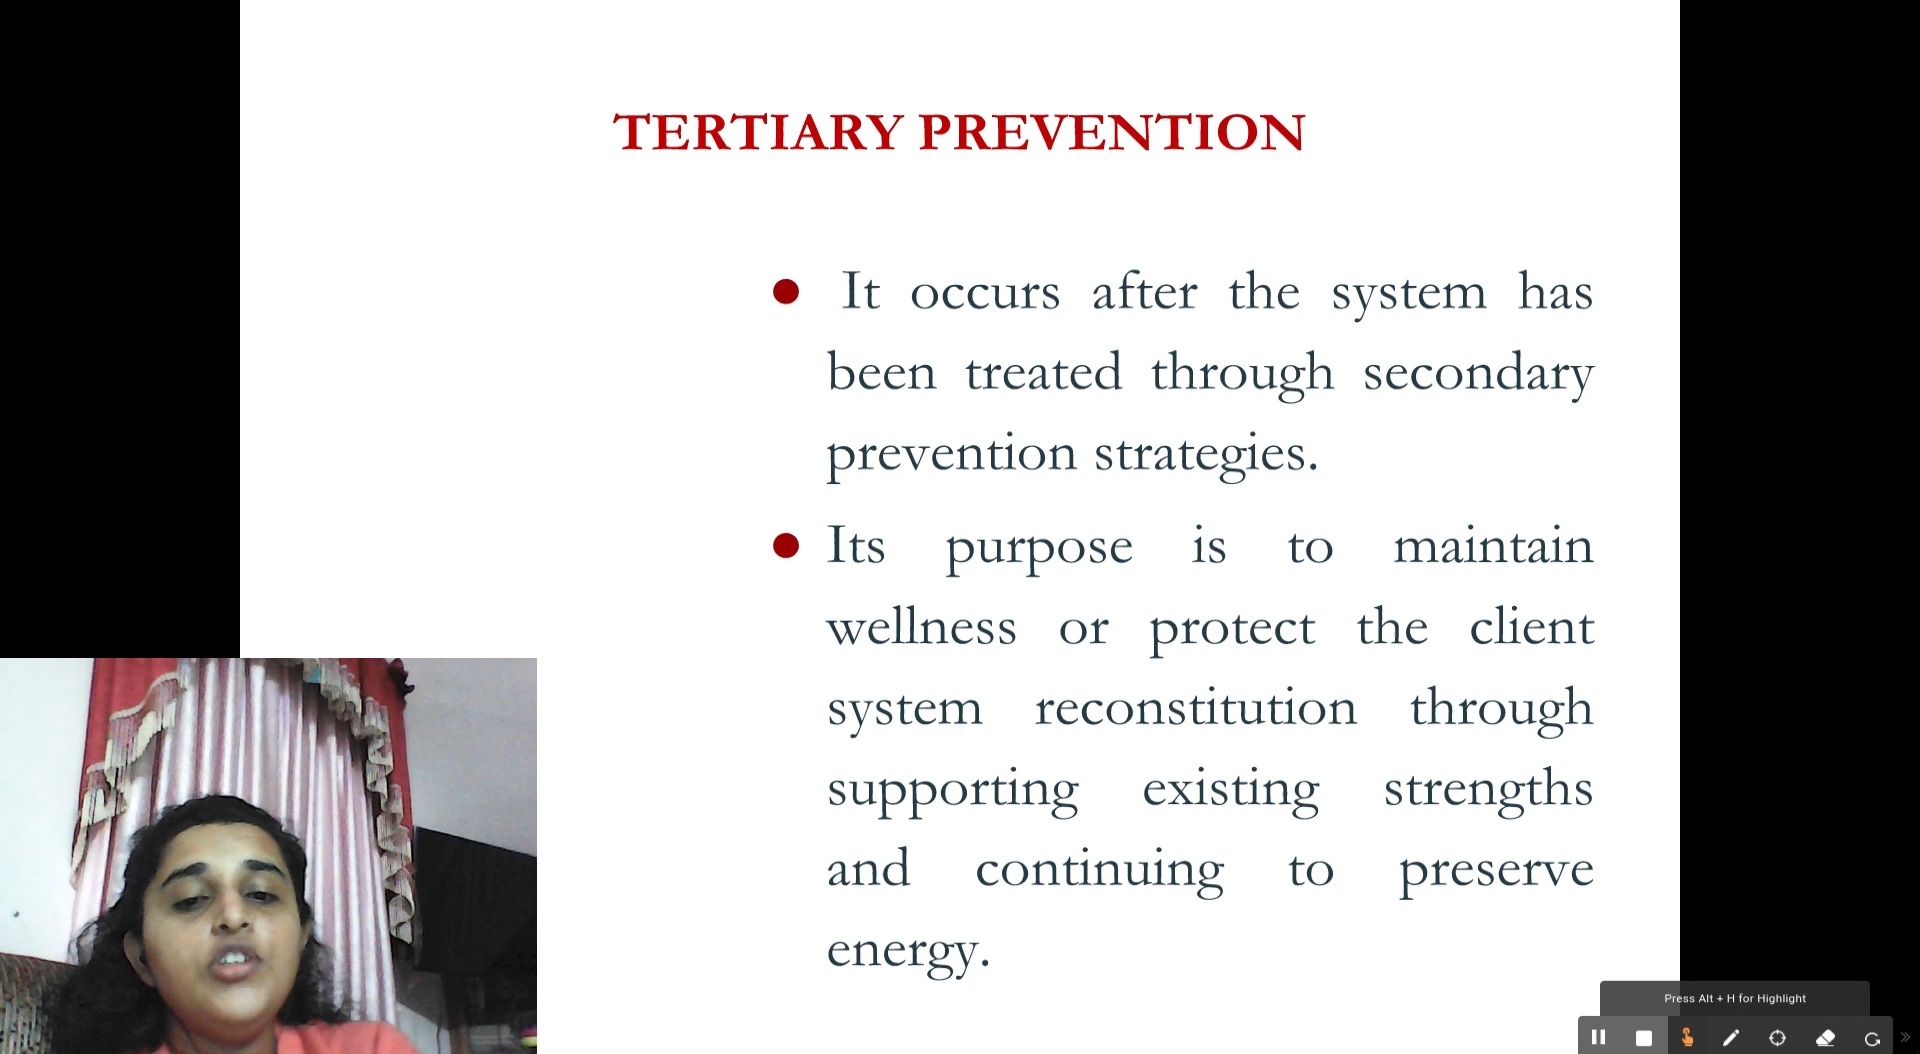 TERTIARY PREVENTION
● It occurs after the system has
been treated through secondary
prevention strategies.
● Its purpose is to maintain
wellness or protect the client
system reconstitution through
supporting existing strengths
and continuing to preserve
energy.
Press Alt + H for Highlight